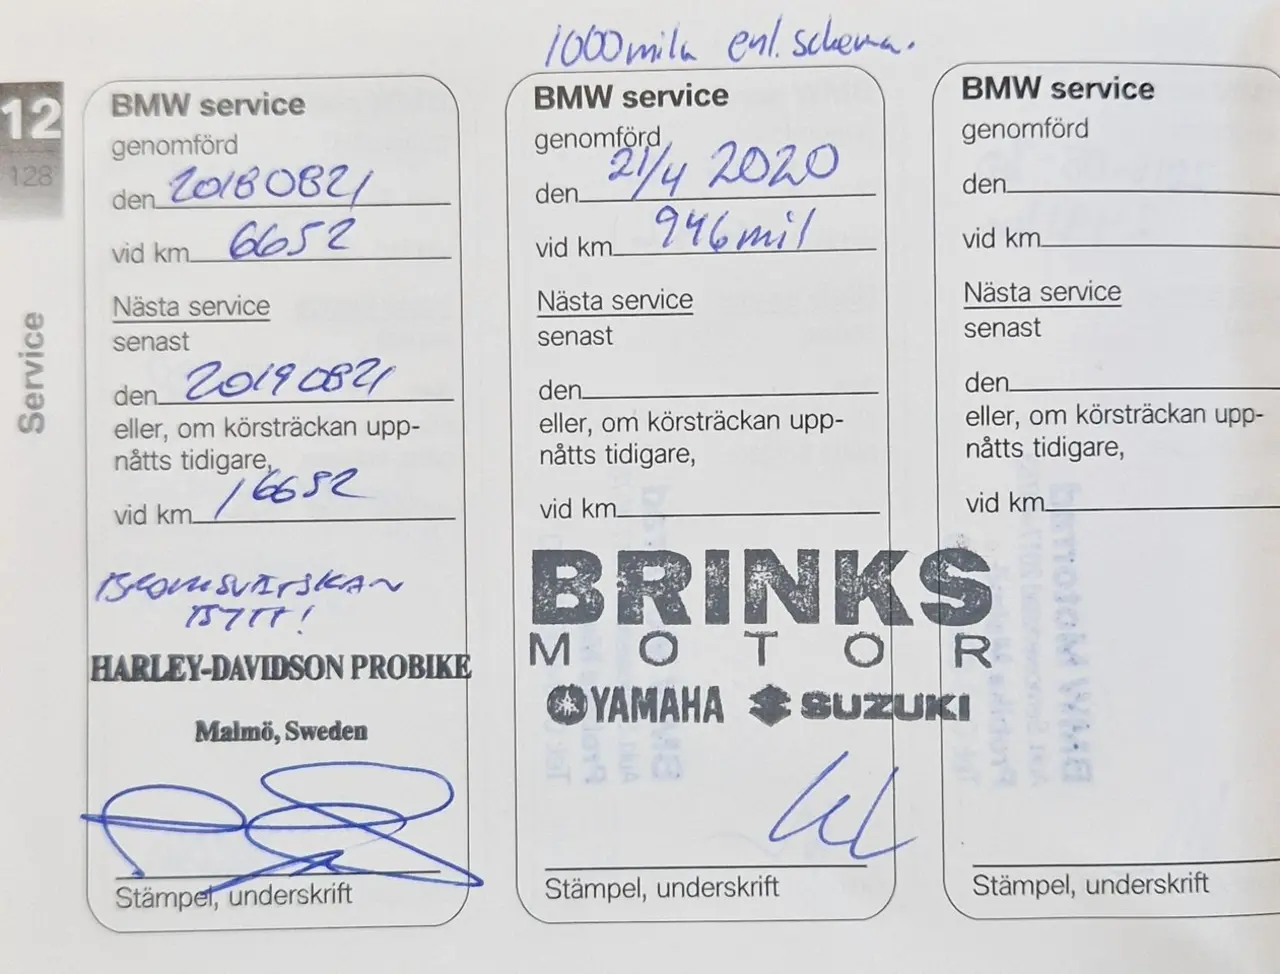 12
128
Service
BMW service
genomförd
den 20180821
vid km 6652
Nästa service
senast
den 20190821
eller, om körsträckan upp-
nåtts tidigare,
vid km 16652
BROMSVÄTSKAN
BYTT!
HARLEY-DAVIDSON PROBIKE
Malmö, Sweden
Stämpel, underskrift
1000 mila enl. schema.
BMW service
genomförd
den 21/4 2020
vid km 946 mil
Nästa service
senast
den
eller, om körsträckan upp-
nåtts tidigare,
vid km
BRINKS
MOTOR
YAMAHA SUZUKI
Stämpel, underskrift
BMW service
genomförd
den
vid km
Nästa service
senast
den
eller, om körsträckan upp-
nåtts tidigare,
vid km
Stämpel, underskrift